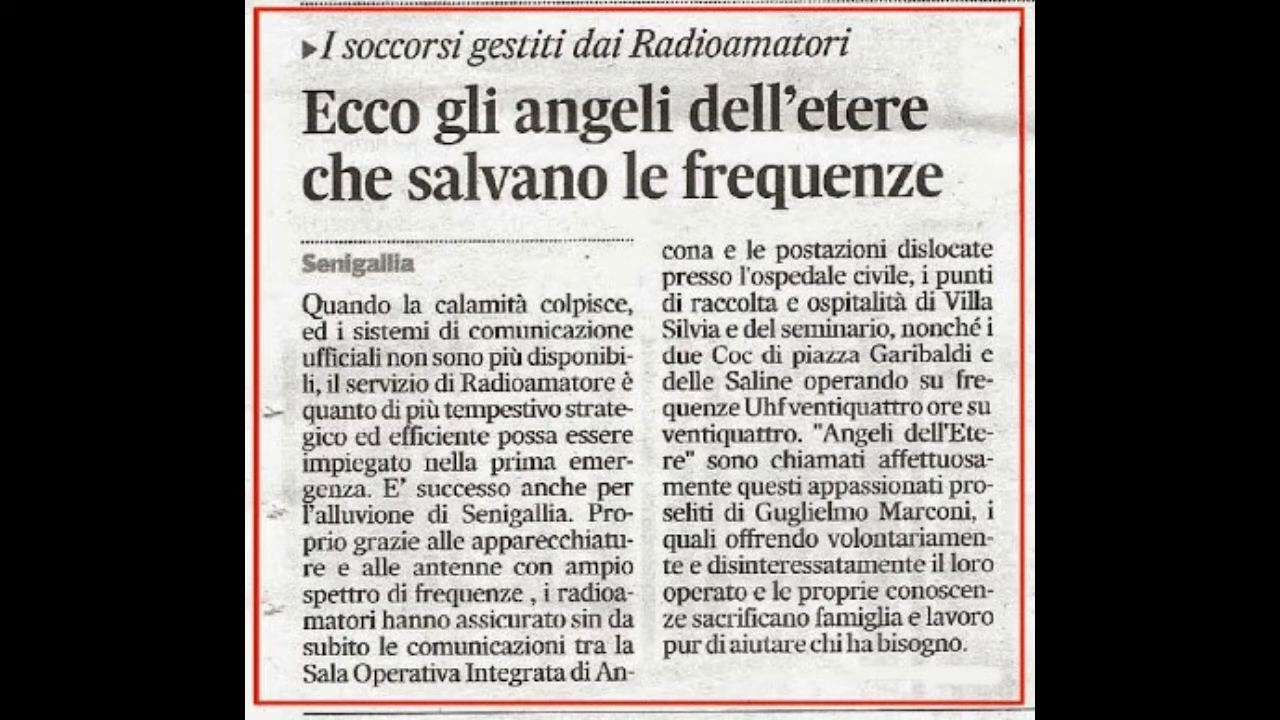 ▸I soccorsi gestiti dai Radioamatori
Ecco gli angeli dell'etere
che salvano le frequenze
Senigallia
Quando la calamità colpisce,
ed i sistemi di comunicazione
ufficiali non sono più disponibi-
li, il servizio di Radioamatore è
quanto di più tempestivo strate-
gico ed efficiente possa essere
impiegato nella prima emer-
genza. E' successo anche per
l'alluvione di Senigallia. Pro-
prio grazie alle apparecchiatu-
re e alle antenne con ampio
spettro di frequenze , i radioa-
matori hanno assicurato sin da
subito le comunicazioni tra la
Sala Operativa Integrata di An-
cona e le postazioni dislocate
presso l'ospedale civile, i punti
di raccolta e ospitalità di Villa
Silvia e del seminario, nonché i
due Coc di piazza Garibaldi e
delle Saline operando su fre-
quenze Uhf ventiquattro ore su
ventiquattro. "Angeli dell'Ete-
re" sono chiamati affettuosa-
mente questi appassionati pro-
seliti di Guglielmo Marconi, i
quali offrendo volontariamen-
te e disinteressatamente il loro
operato e le proprie conoscen-
ze sacrificano famiglia e lavoro
pur di aiutare chi ha bisogno.